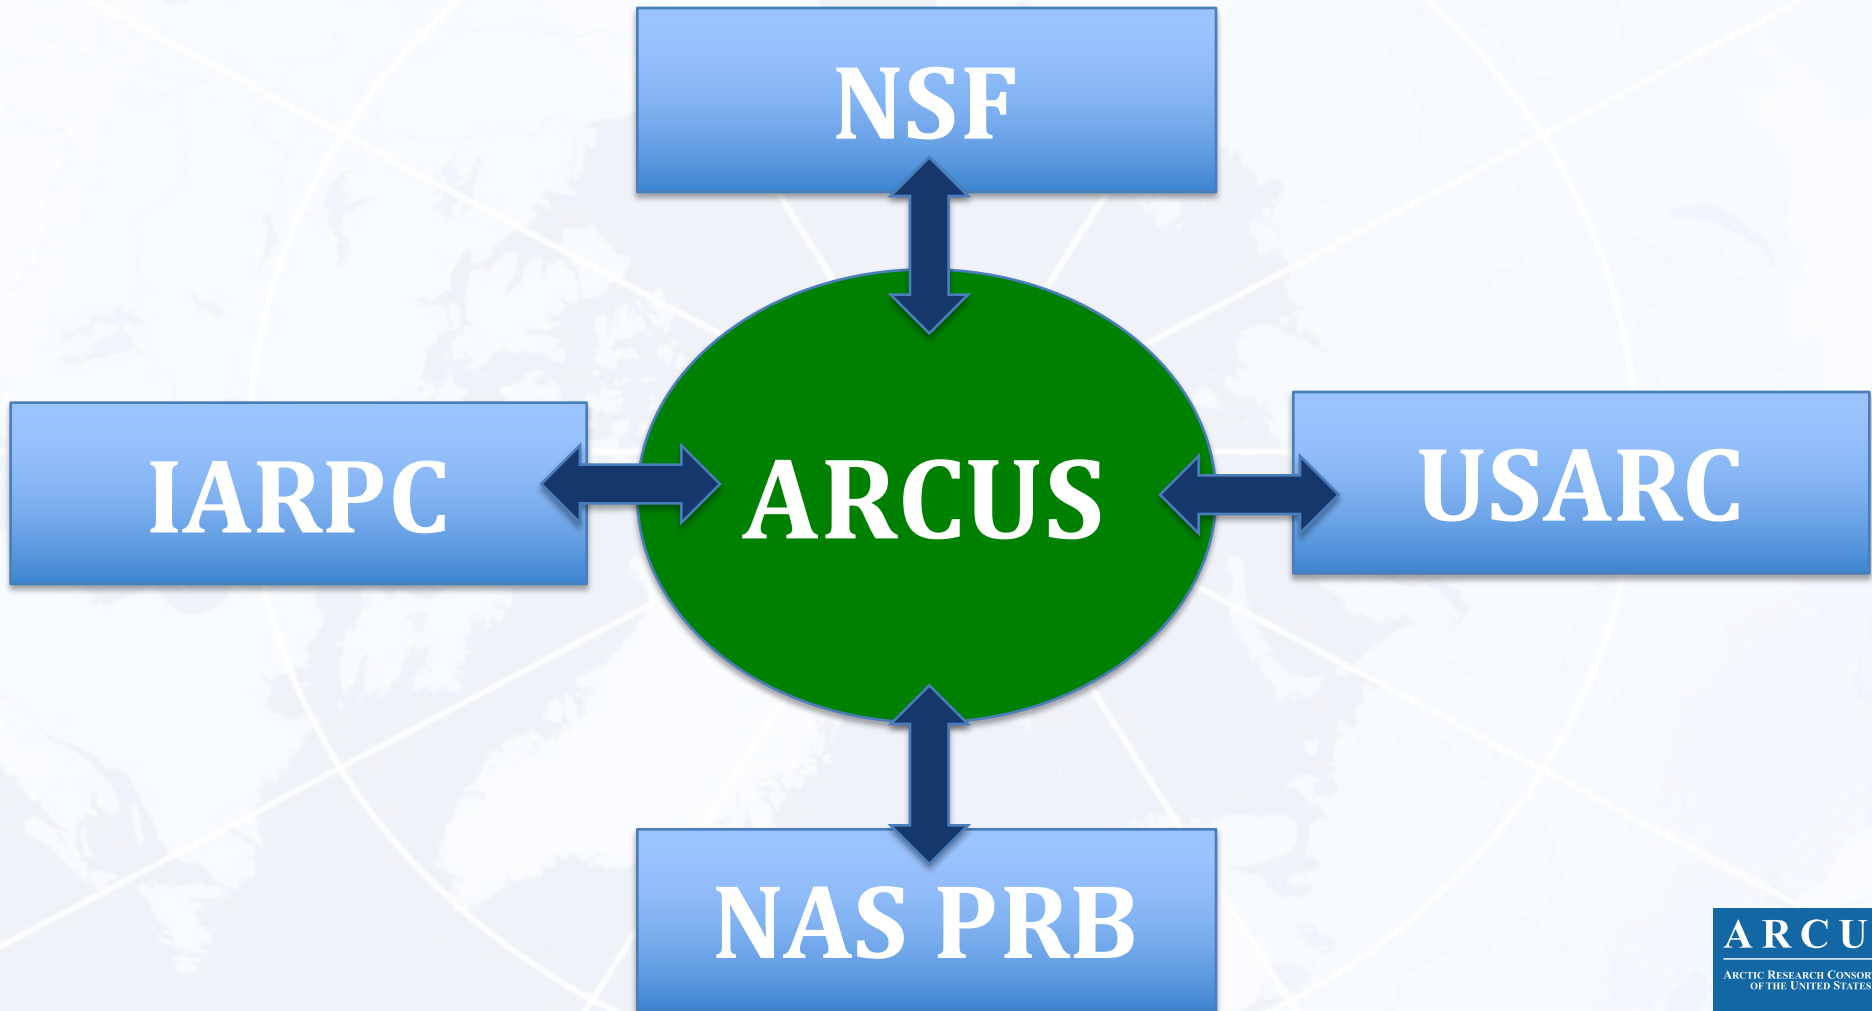 NSF
IARPC
ARCUS
USARC
NAS PRB
ARCU
ARCTIC RESEARCH CONSOR
OF THE UNITED STATES